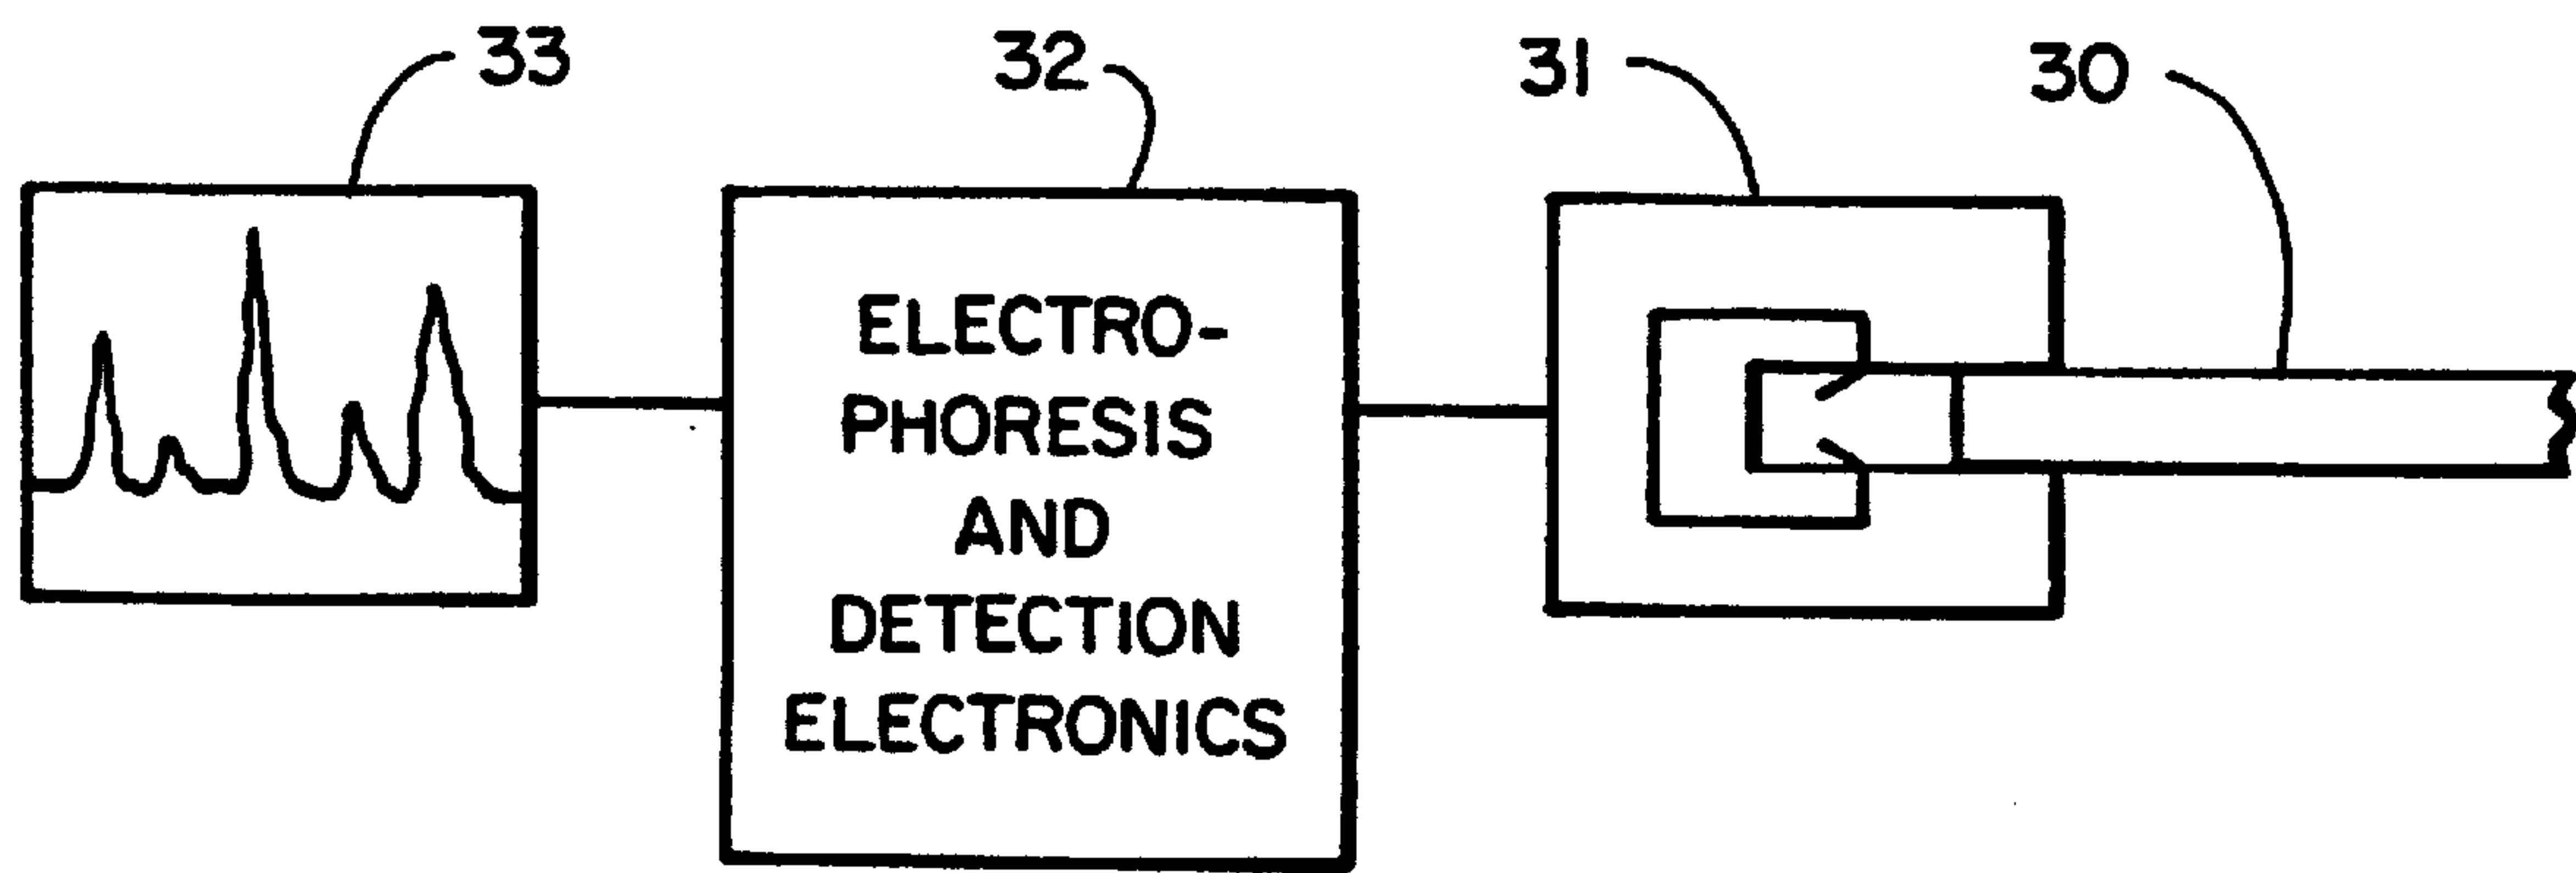 33
32
31
30
ELECTRO-
PHORESIS
AND
DETECTION
ELECTRONICS